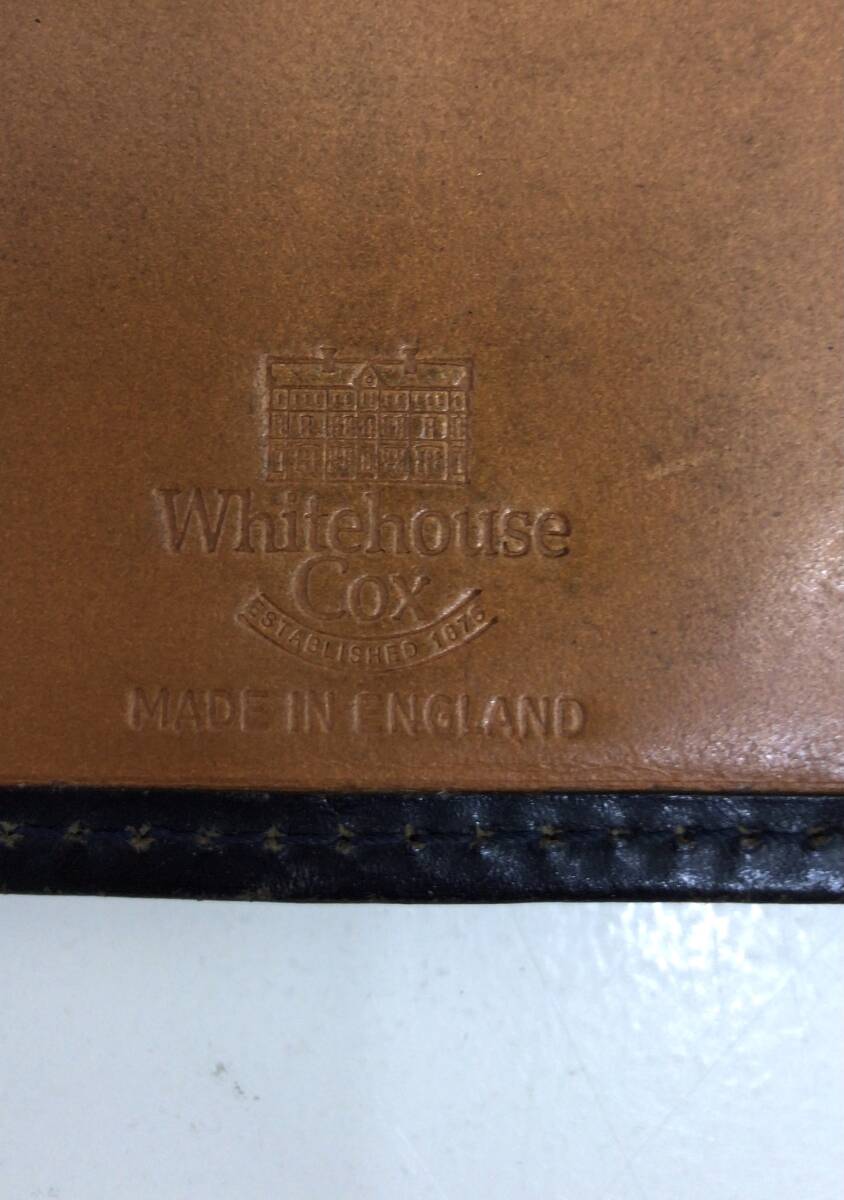 Whitehouse
Cox
ESTABLISHED 1875
MADE IN ENGLAND